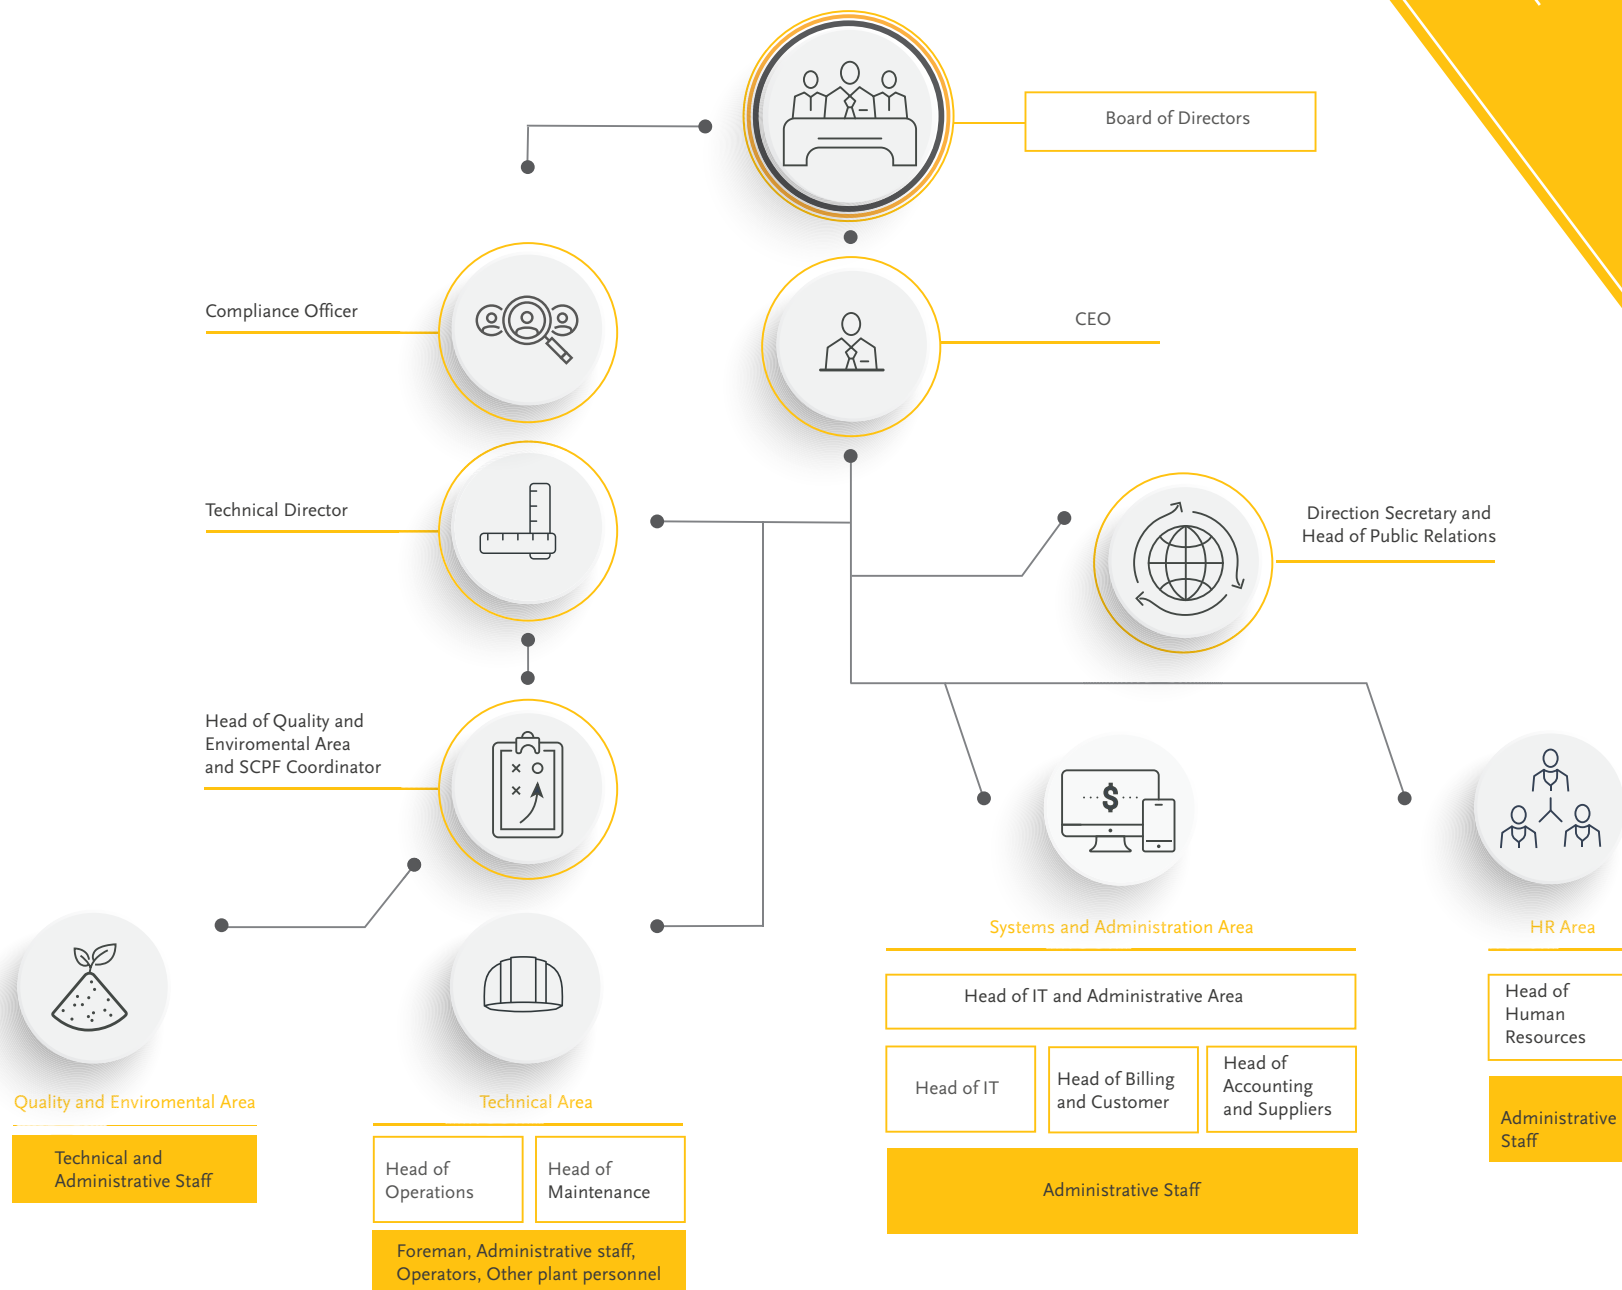 Board of Directors
Compliance Officer
CEO
Technical Director
Direction Secretary and
Head of Public Relations
Head of Quality and
Enviromental Area
and SCPF Coordinator
$
Systems and Administration Area
HR Area
Head of IT and Administrative Area
Head of
Human
Resources
Head of IT
Head of Billing
and Customer
Head of
Accounting
and Suppliers
Administrative
Staff
Administrative Staff
Quality and Enviromental Area
Technical and
Administrative Staff
Technical Area
Head of
Operations
Head of
Maintenance
Foreman, Administrative staff,
Operators, Other plant personnel